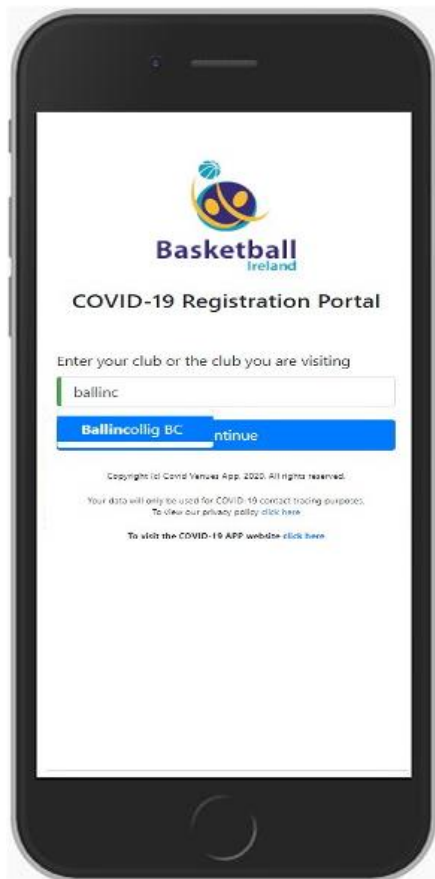 Basketball
Ireland
COVID-19 Registration Portal
Enter your club or the club you are visiting
ballinc
Ballincollig BC
ntinue
Copyright (c) Covid Venues App, 2020. All rights reserved.
Your data will only be used for COVID-19 contact tracing purposes.
To view our privacy policy click here
To visit the COVID-19 APP website click here